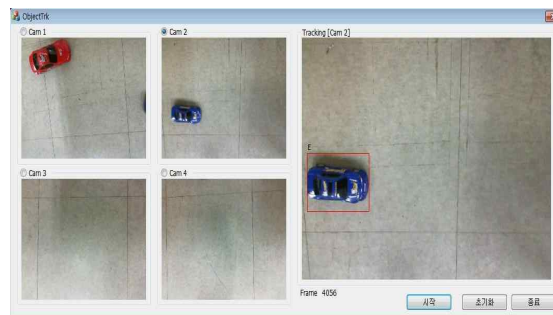 ObjectTrk
Cam 1
Cam 2
Tracking [Cam 2]
E
Cam 3
Cam 4
Frame 4056
시작
초기화
종료